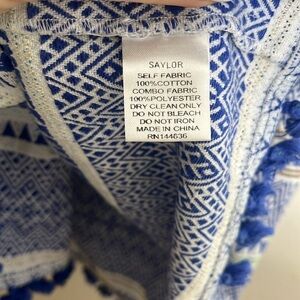 SAYLOR
SELF FABRIC
100%COTTON
COMBO FABRIC
100%POLYESTER
DRY CLEAN ONLY
DO NOT BLEACH
DO NOT IRON
MADE IN CHINA
RN144636